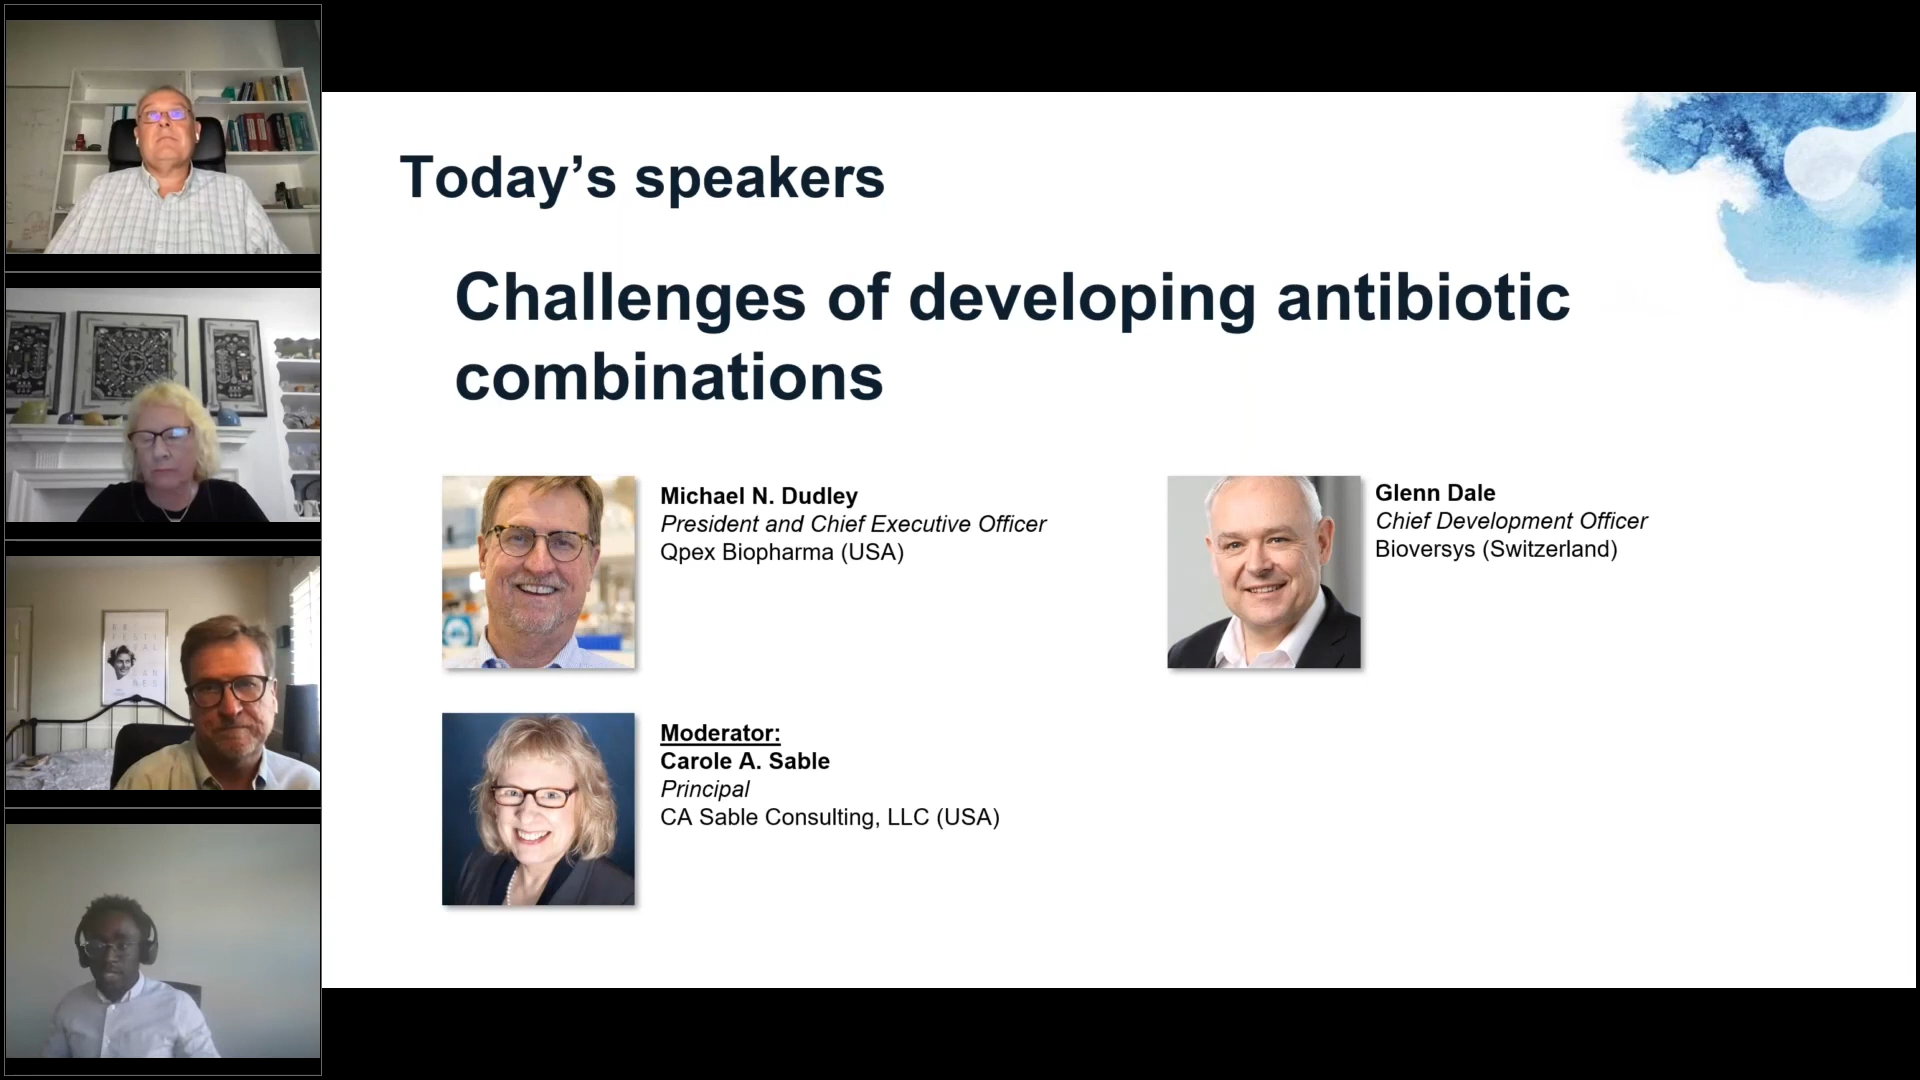 Today’s speakers
Challenges of developing antibiotic
combinations
Michael N. Dudley
President and Chief Executive Officer
Qpex Biopharma (USA)
Glenn Dale
Chief Development Officer
Bioversys (Switzerland)
Moderator:
Carole A. Sable
Principal
CA Sable Consulting, LLC (USA)